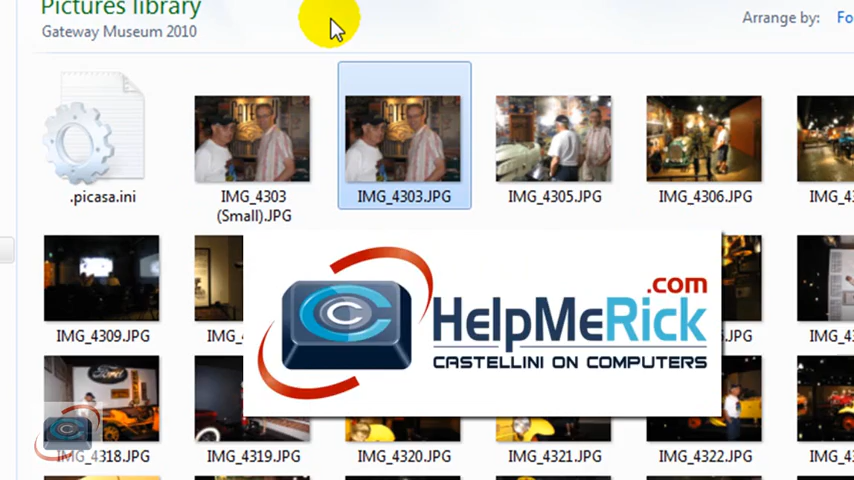 Pictures library
Gateway Museum 2010
Arrange by: Fo
.picasa.ini
IMG_4303 (Small).JPG
IMG_4303.JPG
IMG_4305.JPG
IMG_4306.JPG
IMG_4309.JPG
.com
HelpMeRick
CASTELLINI ON COMPUTERS
IMG_4318.JPG
IMG_4319.JPG
IMG_4320.JPG
IMG_4321.JPG
IMG_4322.JPG